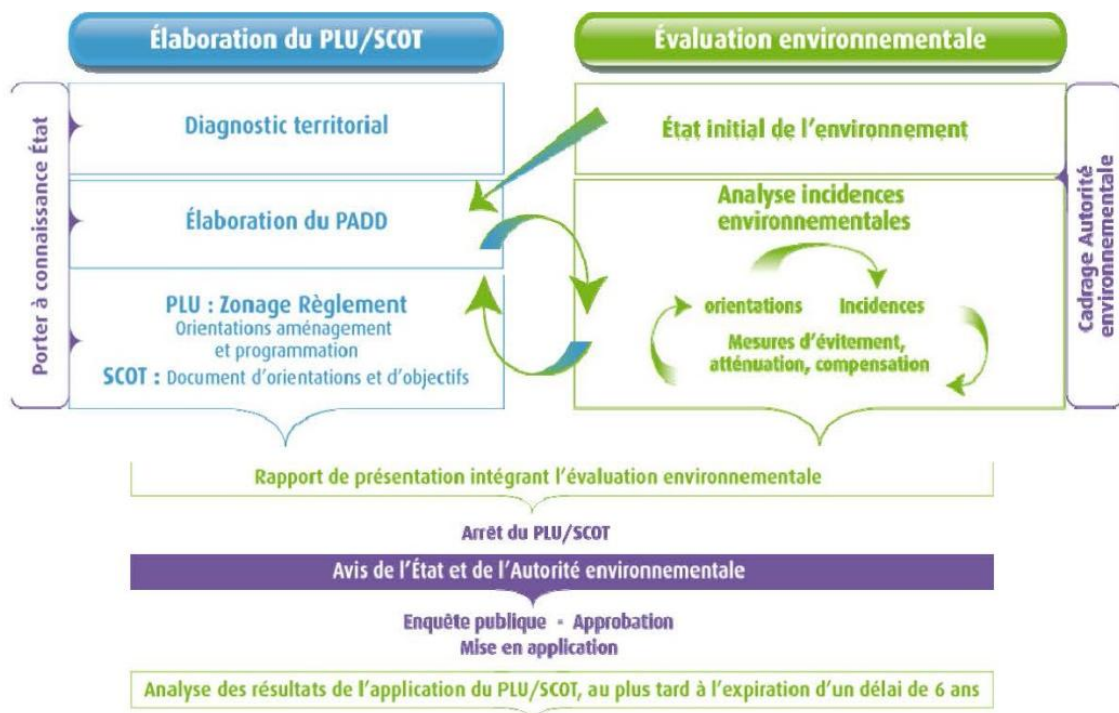 Élaboration du PLU/SCOT
Évaluation environnementale
Porter à connaissance État
Diagnostic territorial
État initial de l'environnement
Élaboration du PADD
Analyse incidences
environnementales
PLU : Zonage Règlement
Orientations aménagement
et programmation
SCOT : Document d'orientations et d'objectifs
orientations
Incidences
Mesures d'évitement,
atténuation, compensation
Cadrage Autorité
environnementale
Rapport de présentation intégrant l'évaluation environnementale
Arrêt du PLU/SCOT
Avis de l'État et de l'Autorité environnementale
Enquête publique - Approbation
Mise en application
Analyse des résultats de l'application du PLU/SCOT, au plus tard à l'expiration d'un délai de 6 ans